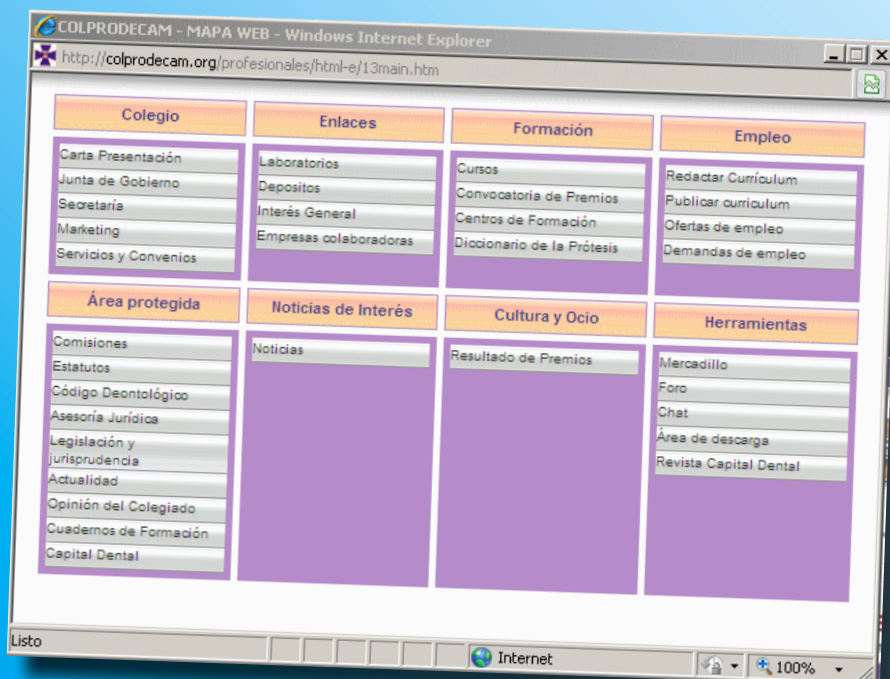 COLPRODECAM - MAPA WEB - Windows Internet Explorer
http://colprodecam.org/profesionales/html-e/13main.htm
Colegio
Carta Presentación
Junta de Gobierno
Secretaría
Marketing
Servicios y Convenios
Enlaces
Laboratorios
Depositos
Interés General
Empresas colaboradoras
Formación
Cursos
Convocatoria de Premios
Centros de Formación
Diccionario de la Prótesis
Empleo
Redactar Currículum
Publicar curriculum
Ofertas de empleo
Demandas de empleo
Área protegida
Comisiones
Estatutos
Código Deontológico
Asesoría Jurídica
Legislación y
jurisprudencia
Actualidad
Opinión del Colegiado
Cuadernos de Formación
Capital Dental
Noticias de Interés
Noticias
Cultura y Ocio
Resultado de Premios
Herramientas
Mercadillo
Foro
Chat
Área de descarga
Revista Capital Dental
Listo
Internet
100%